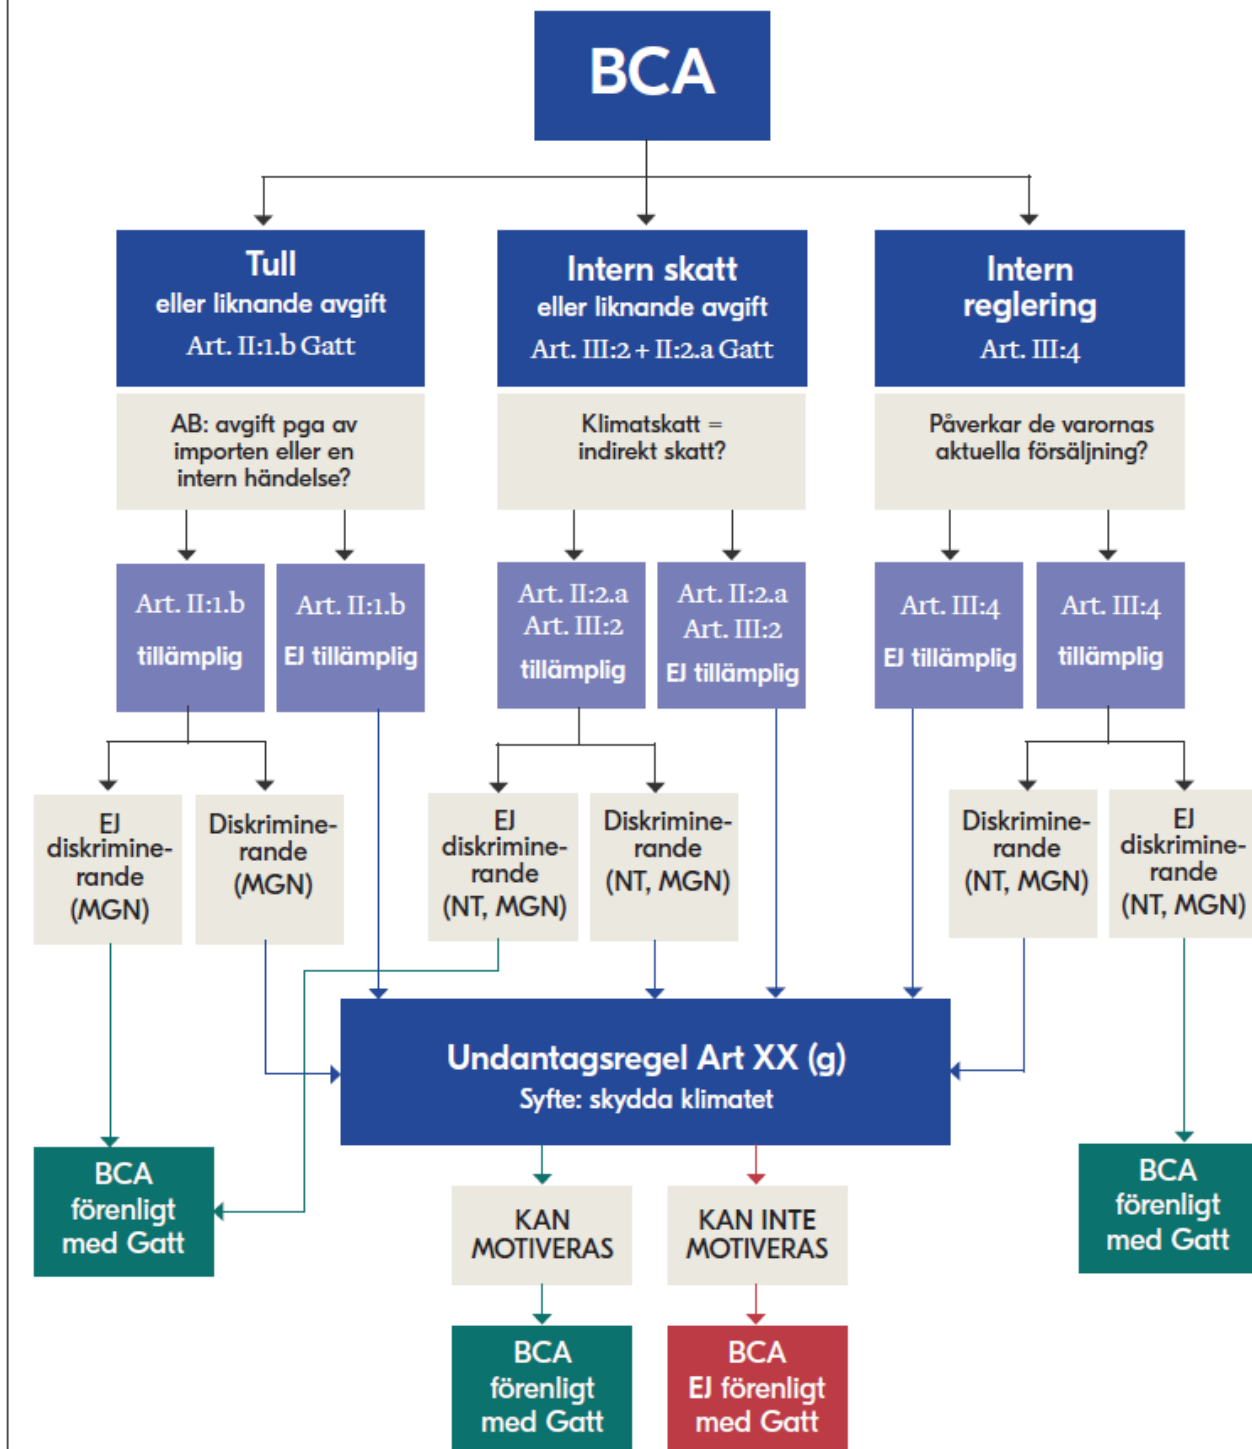 BCA
Tull
eller liknande avgift
Art. II:1.b Gatt
Intern skatt
eller liknande avgift
Art. III:2 + II:2.a Gatt
Intern
reglering
Art. III:4
AB: avgift pga av
importen eller en
intern händelse?
Klimatskatt =
indirekt skatt?
Påverkar de varornas
aktuella försäljning?
Art. II:1.b
tillämplig
Art. II:1.b
EJ tillämplig
Art. II:2.a
Art. III:2
tillämplig
Art. II:2.a
Art. III:2
EJ tillämplig
Art. III:4
EJ tillämplig
Art. III:4
tillämplig
EJ
diskrimine-
rande
(MGN)
Diskrimine-
rande
(MGN)
EJ
diskrimine-
rande
(NT, MGN)
Diskrimine-
rande
(NT, MGN)
Diskrimine-
rande
(NT, MGN)
EJ
diskrimine-
rande
(NT, MGN)
Undantagsregel Art XX (g)
Syfte: skydda klimatet
BCA
förenligt
med Gatt
KAN
MOTIVERAS
KAN INTE
MOTIVERAS
BCA
förenligt
med Gatt
BCA
förenligt
med Gatt
BCA
EJ förenligt
med Gatt